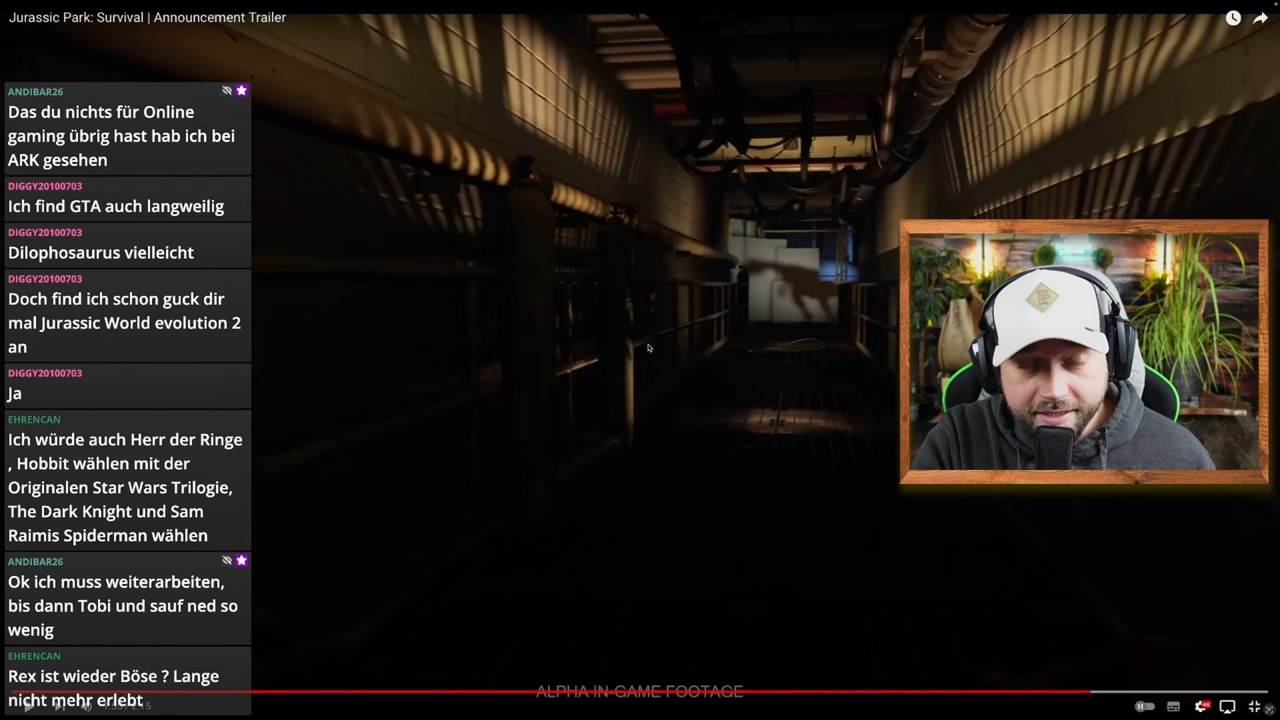 Jurassic Park: Survival | Announcement Trailer
ANDIBAR26
Das du nichts für Online
gaming übrig hast hab ich bei
ARK gesehen
DIGGY20100703
Ich find GTA auch langweilig
DIGGY20100703
Dilophosaurus vielleicht
DIGGY20100703
Doch find ich schon guck dir
mal Jurassic World evolution 2
an
DIGGY20100703
Ja
EHRENCAN
Ich würde auch Herr der Ringe
, Hobbit wählen mit der
Originalen Star Wars Trilogie,
The Dark Knight und Sam
Raimis Spiderman wählen
ANDIBAR26
Ok ich muss weiterarbeiten,
bis dann Tobi und sauf ned so
wenig
EHRENCAN
Rex ist wieder Böse ? Lange
nicht mehr erlebt
ALPHA IN-GAME FOOTAGE